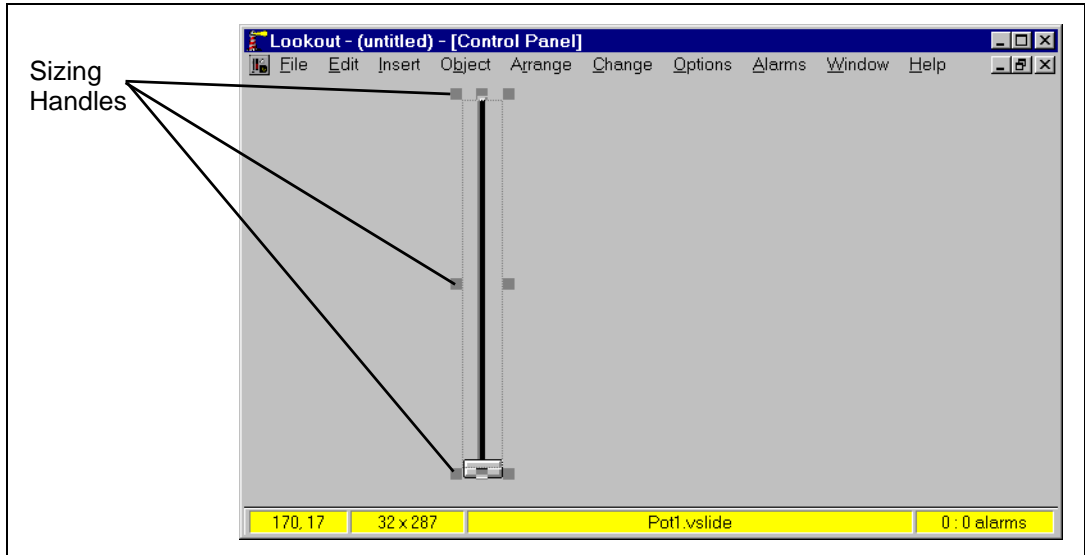 Lookout - (untitled) - [Control Panel]
File Edit Insert Object Arrange Change Options Alarms Window Help
Sizing
Handles
170, 17 32 x 287 Pot1.vslide 0 : 0 alarms